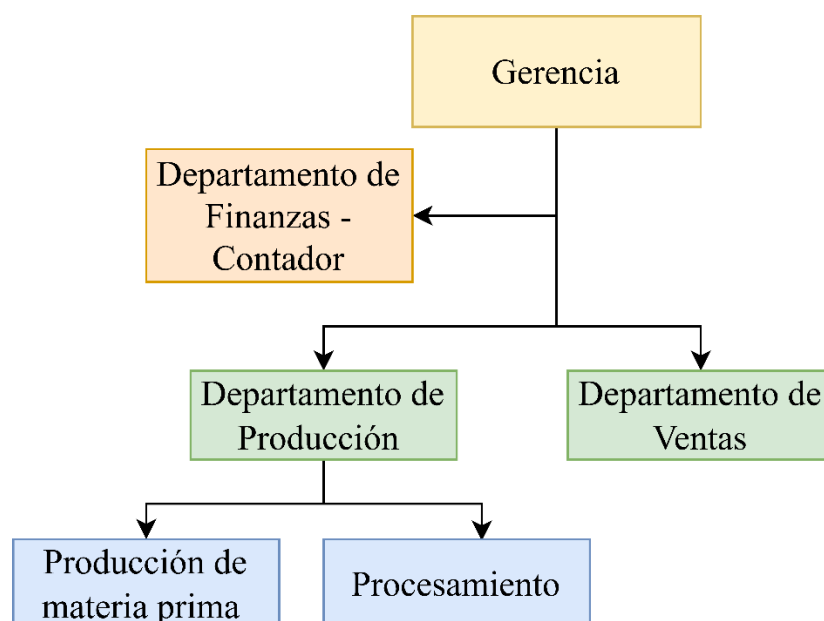 Gerencia
Departamento de
Finanzas -
Contador
Departamento de
Producción
Departamento de
Ventas
Producción de
materia prima
Procesamiento